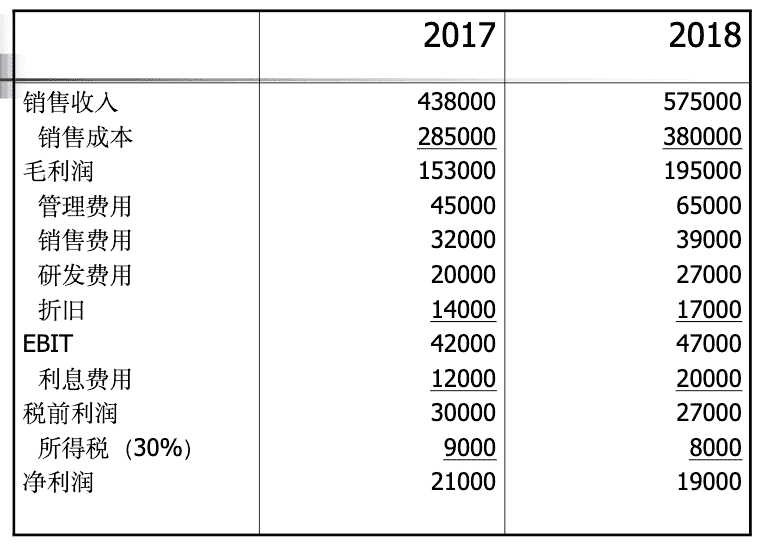 2017 2018
销售收入 438000 575000
销售成本 285000 380000
毛利润 153000 195000
管理费用 45000 65000
销售费用 32000 39000
研发费用 20000 27000
折旧 14000 17000
EBIT 42000 47000
利息费用 12000 20000
税前利润 30000 27000
所得税（30%） 9000 8000
净利润 21000 19000